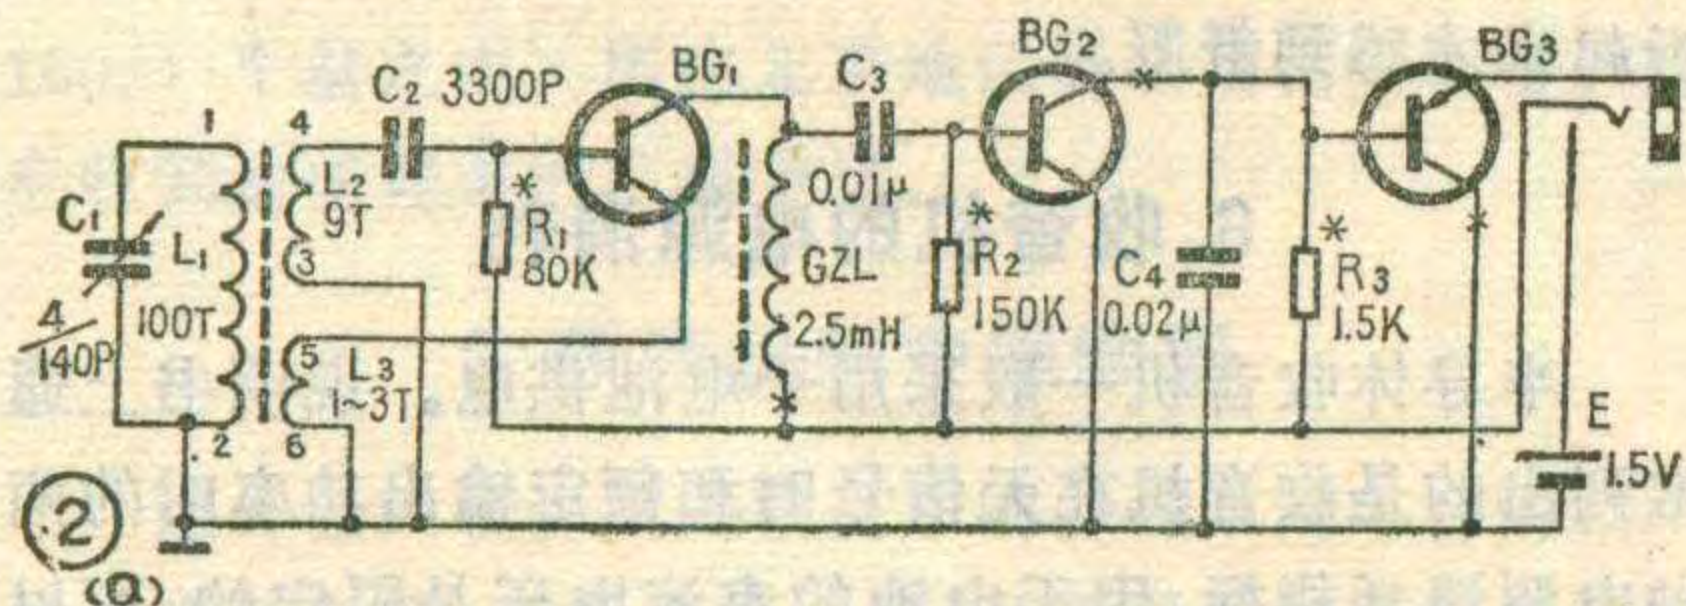 BG2
BG3
BG1
C3
C2 3300P
1
4
L2
9T
*
0.01μ
*
*
*
*
C1
L1
3
R1
80K
GZL
R2
C4
R3
4/140P
100T
5
2.5mH
150K
0.02μ
1.5K
L3
1~3T
*
2
6
E
1.5V
2
(a)